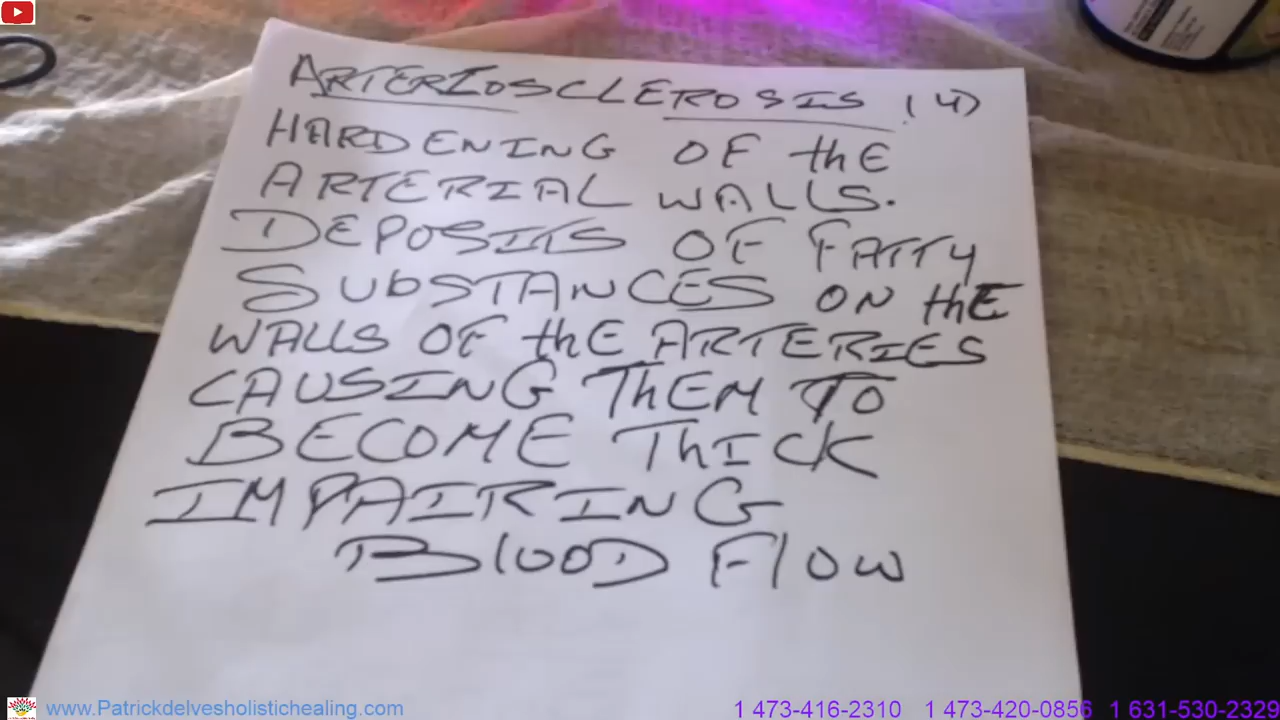 ARTERIOSCLEROSIS (4)
HARDENING OF thE
ARTERIAL WALLS.
DEPOSITS OF FATTY
SUbSTANCES ON thE
WALLS OF thE ARTERIES
CAUSING ThEM TO
BECOME ThICK
IMPAIRING
BlOOD FlOW
www.Patrickdelvesholistichealing.com
1 473-416-2310 1 473-420-0856 1 631-530-2329